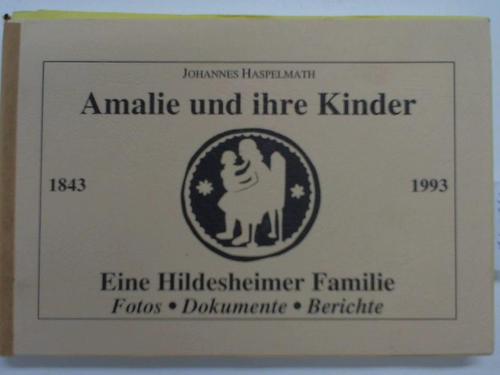 JOHANNES HASPELMATH
Amalie und ihre Kinder
1843 1993
Eine Hildesheimer Familie
Fotos • Dokumente • Berichte